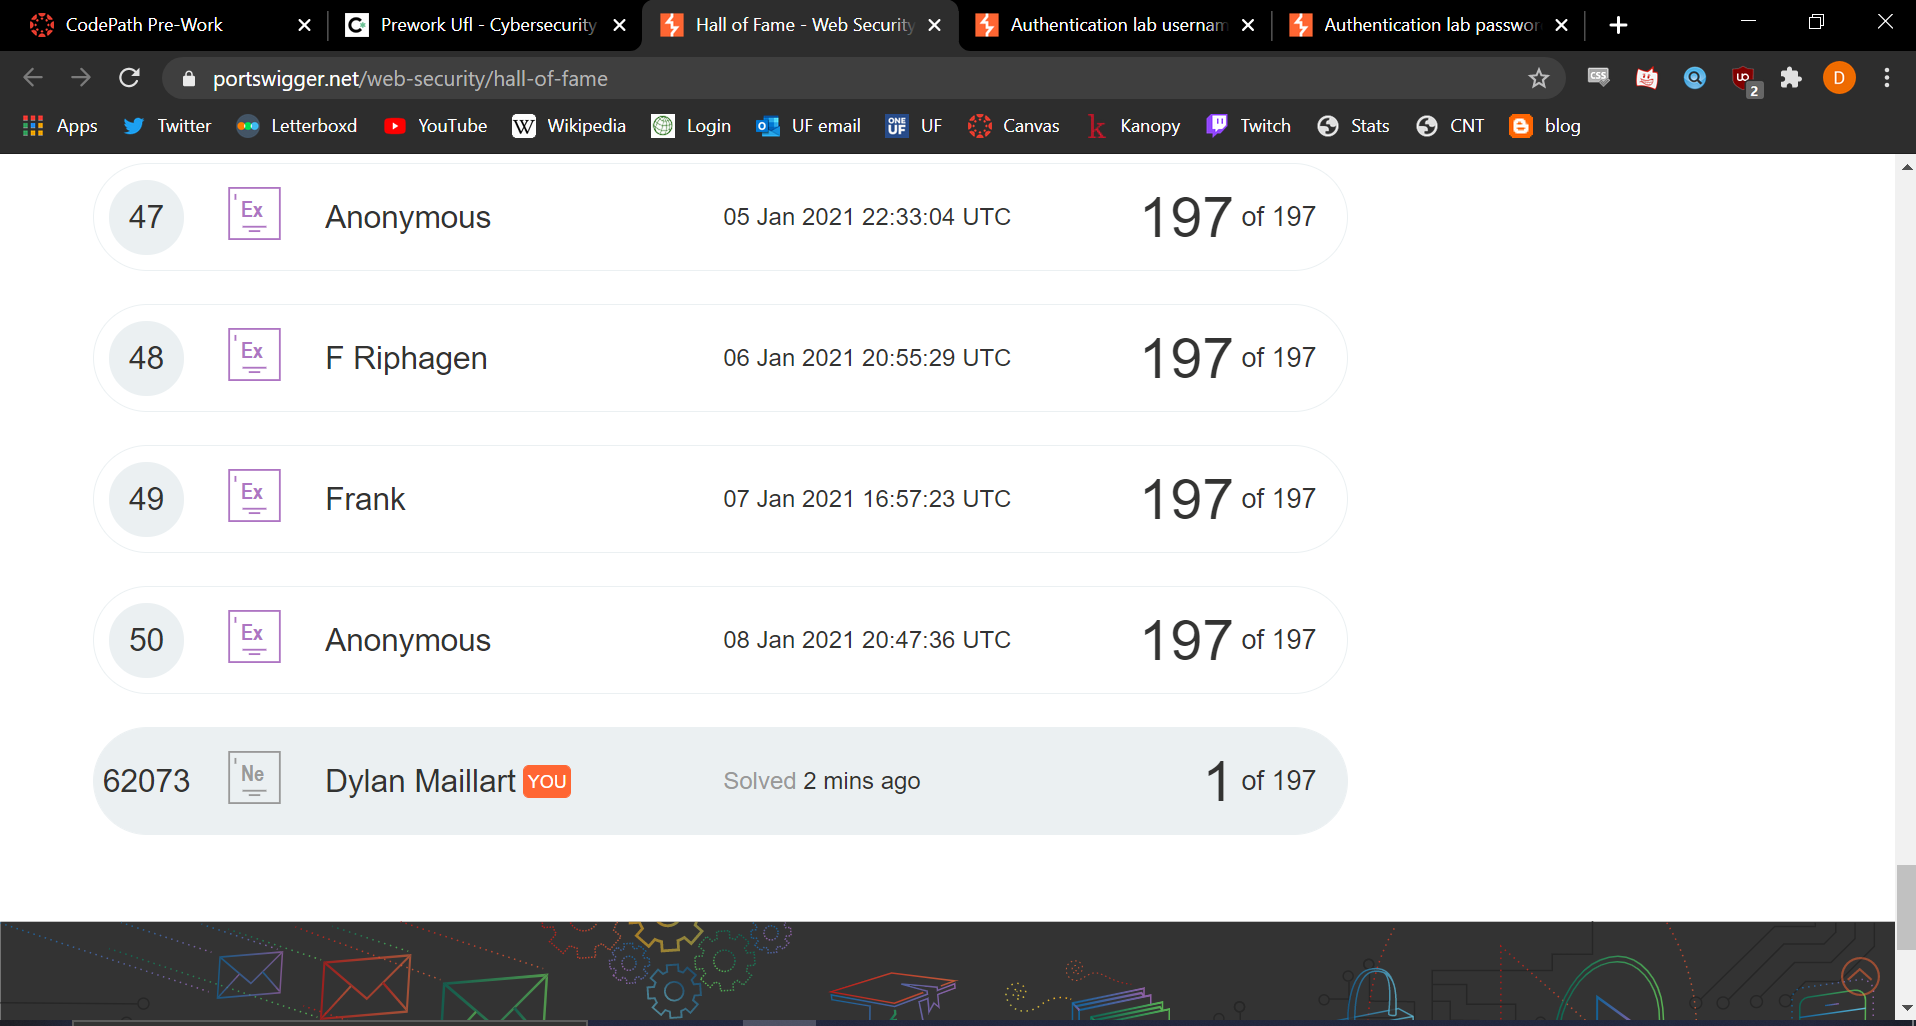 CodePath Pre-Work
Prework Ufl - Cybersecurity
Hall of Fame - Web Security
Authentication lab usernam
Authentication lab passwor
portswigger.net/web-security/hall-of-fame
CSS
2
D
Apps
Twitter
Letterboxd
YouTube
W Wikipedia
Login
UF email
ONE UF UF
Canvas
k Kanopy
Twitch
Stats
CNT
blog
47 'Ex Anonymous 05 Jan 2021 22:33:04 UTC 197 of 197
48 'Ex F Riphagen 06 Jan 2021 20:55:29 UTC 197 of 197
49 'Ex Frank 07 Jan 2021 16:57:23 UTC 197 of 197
50 'Ex Anonymous 08 Jan 2021 20:47:36 UTC 197 of 197
62073 'Ne Dylan Maillart YOU Solved 2 mins ago 1 of 197